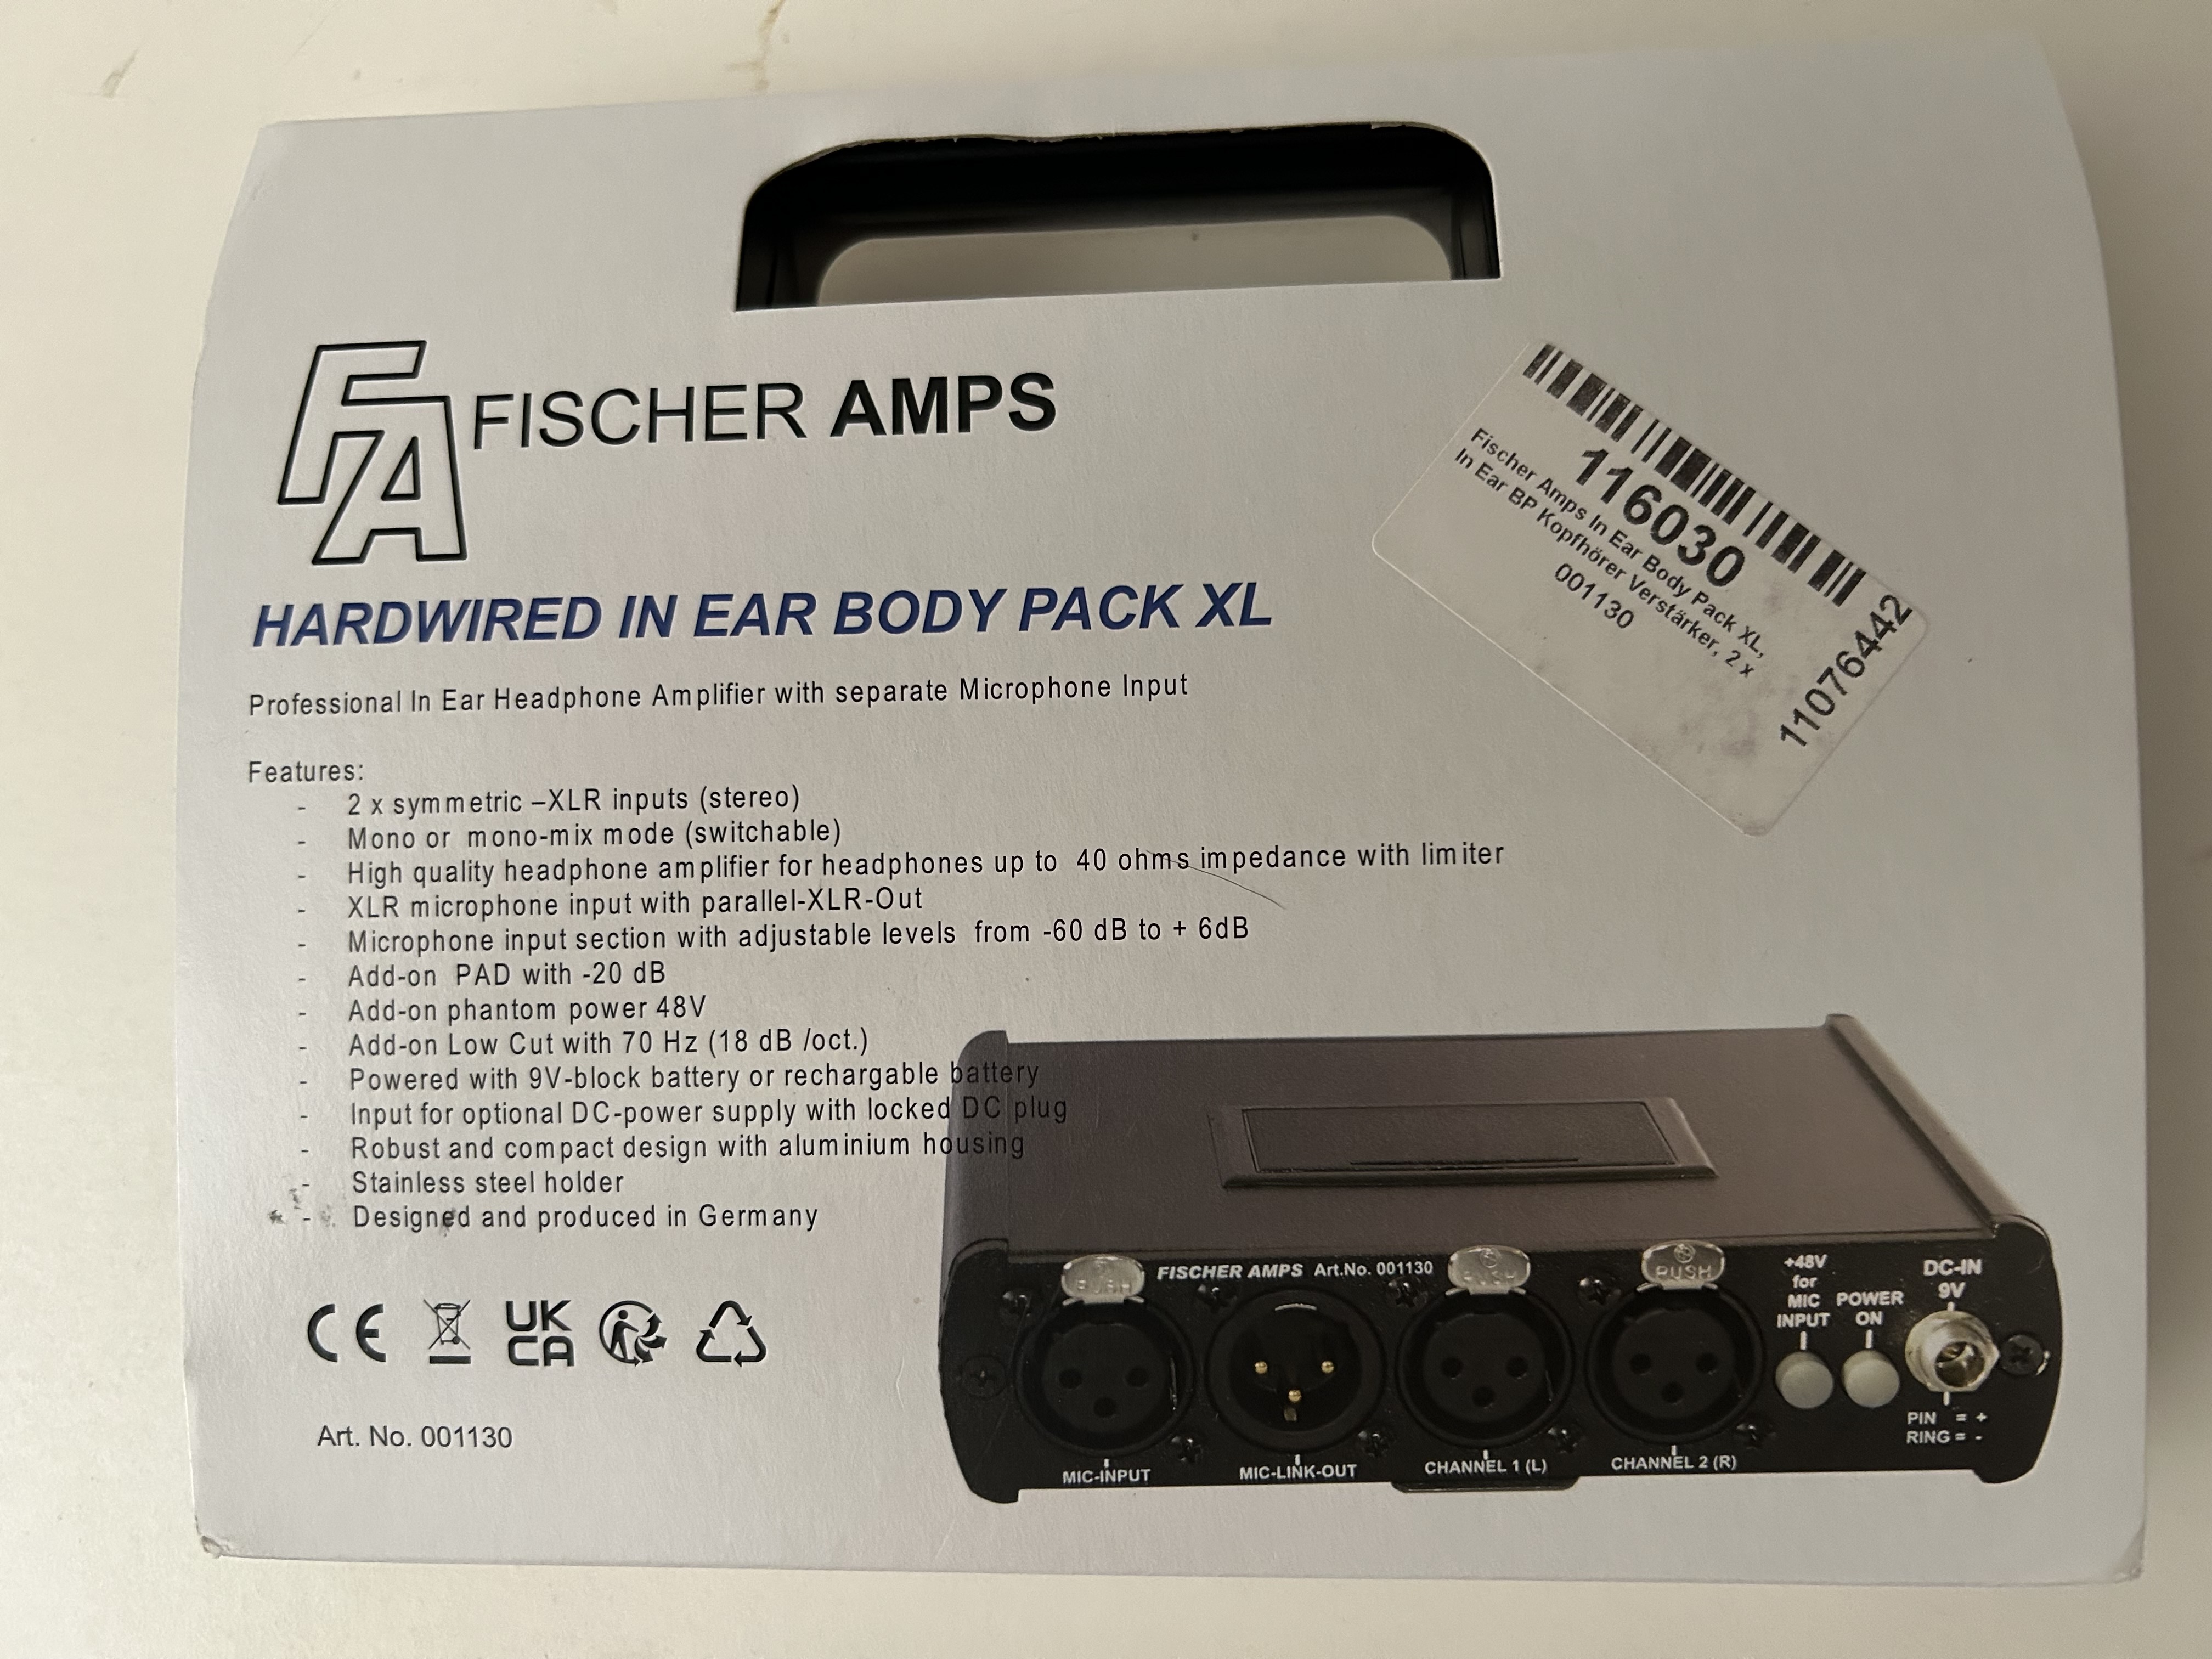 FA
FISCHER AMPS
HARDWIRED IN EAR BODY PACK XL
Professional In Ear Headphone Amplifier with separate Microphone Input
Features:
- 2 x symmetric –XLR inputs (stereo)
- Mono or mono-mix mode (switchable)
- High quality headphone amplifier for headphones up to 40 ohms impedance with limiter
- XLR microphone input with parallel-XLR-Out
- Microphone input section with adjustable levels from -60 dB to + 6dB
- Add-on PAD with -20 dB
- Add-on phantom power 48V
- Add-on Low Cut with 70 Hz (18 dB /oct.)
- Powered with 9V-block battery or rechargable battery
- Input for optional DC-power supply with locked DC plug
- Robust and compact design with aluminium housing
- Stainless steel holder
- Designed and produced in Germany
CE
UK
CA
Art. No. 001130
116030
Fischer Amps In Ear Body Pack XL,
In Ear BP Kopfhörer Verstärker, 2 x
001130
11076442
PUSH
FISCHER AMPS Art.No. 001130
PUSH
PUSH
+48V
for
MIC
INPUT
POWER
ON
DC-IN
9V
PIN = +
RING = -
MIC-INPUT
MIC-LINK-OUT
CHANNEL 1 (L)
CHANNEL 2 (R)